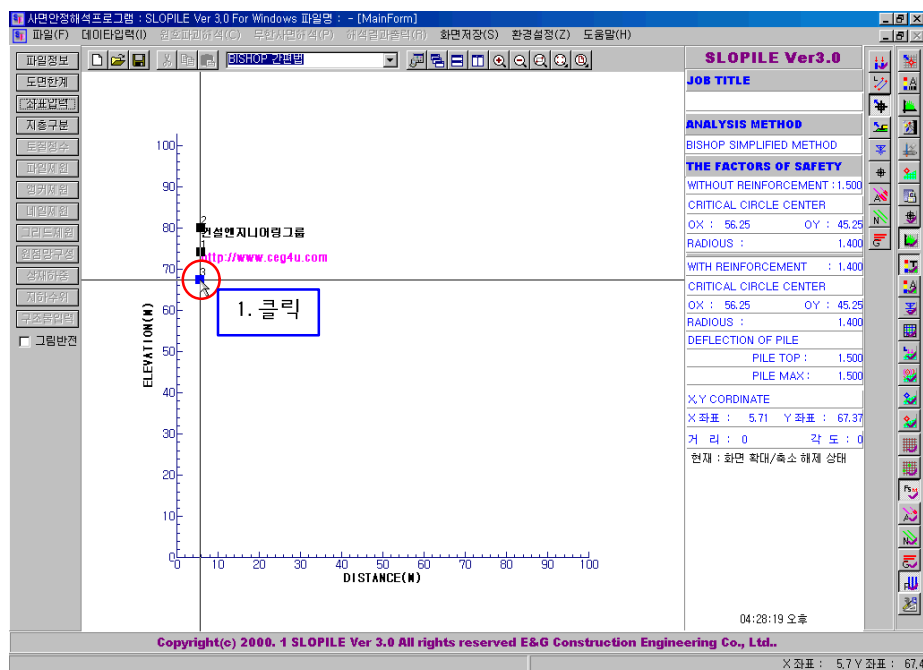 사면안정해석프로그램 : SLOPILE Ver 3,0 For Windows 파일명 : - [MainForm]
파일(F) 데이타입력(I) 원호파괴해석(C) 무한사면해석(P) 해석결과출력(R) 화면저장(S) 환경설정(Z) 도움말(H)
파일정보
BISHOP 간편법
도면한계
좌표입력
지층구분
토질정수
파일제원
앵커제원
네일제원
그리드제원
원점망구성
상재하중
지하수위
구조물입력
그림반전
100
90
80
70
60
50
40
30
20
10
0
ELEVATION(M)
2
건설엔지니어링그룹
1
http://www.ceg4u.com
3
1. 클릭
0 10 20 30 40 50 60 70 80 90 100
DISTANCE(M)
SLOPILE Ver3.0
JOB TITLE
ANALYSIS METHOD
BISHOP SIMPLIFIED METHOD
THE FACTORS OF SAFETY
WITHOUT REINFORCEMENT : 1.500
CRITICAL CIRCLE CENTER
OX : 56.25 OY : 45.25
RADIOUS : 1.400
WITH REINFORCEMENT : 1.400
CRITICAL CIRCLE CENTER
OX : 56.25 OY : 45.25
RADIOUS : 1.400
DEFLECTION OF PILE
PILE TOP : 1.500
PILE MAX : 1.500
X,Y CORDINATE
X 좌표 : 5.71 Y 좌표 : 67.37
거 리 : 0 각 도 : 0
현재 : 화면 확대/축소 해제 상태
04:28:19 오후
Copyright(c) 2000. 1 SLOPILE Ver 3.0 All rights reserved E&G Construction Engineering Co., Ltd..
X 좌표 : 5,7 Y 좌표 : 67,